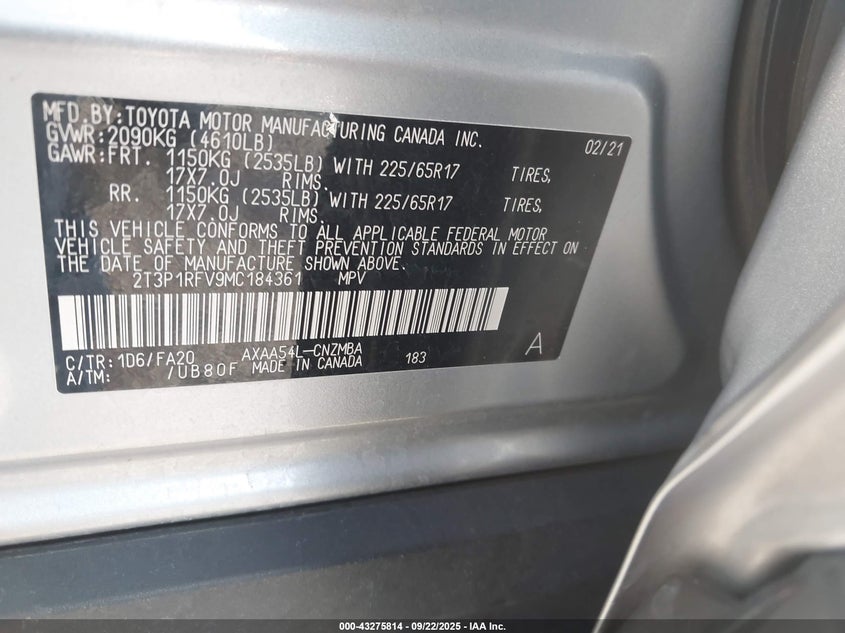 MFD.BY:TOYOTA MOTOR MANUFACTURING CANADA INC. 02/21
GVWR:2090KG (4610LB)
GAWR:FRT. 1150KG (2535LB) WITH 225/65R17 TIRES,
17X7.0J RIMS.
RR. 1150KG (2535LB) WITH 225/65R17 TIRES,
17X7.0J RIMS.
THIS VEHICLE CONFORMS TO ALL APPLICABLE FEDERAL MOTOR
VEHICLE SAFETY AND THEFT PREVENTION STANDARDS IN EFFECT ON
THE DATE OF MANUFACTURE SHOWN ABOVE.
2T3P1RFV9MC184361 MPV
C/TR:1D6/FA20 AXAA54L-CNZMBA 183 A
A/TM: /UB80F MADE IN CANADA
000-43275814 - 09/22/2025 - IAA Inc.